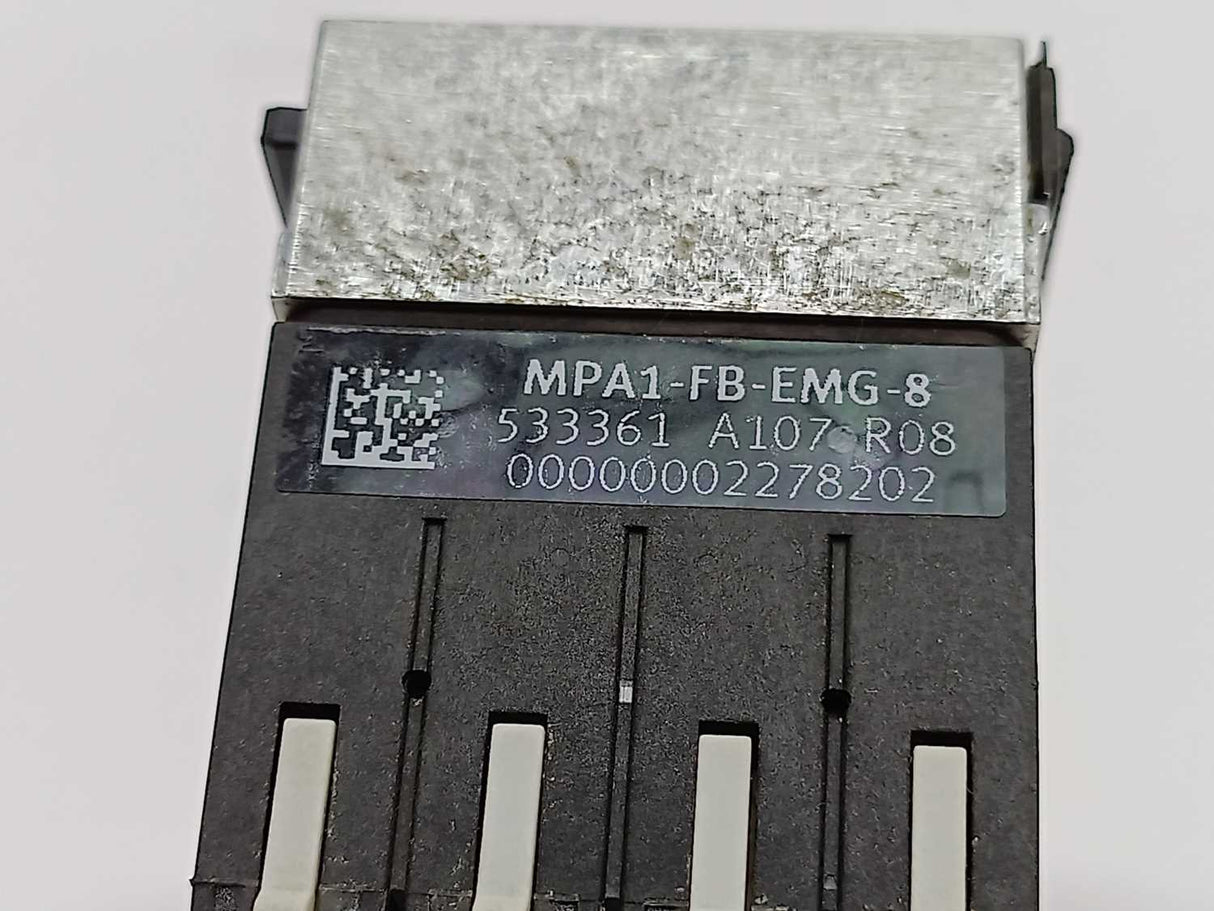 MPA1-FB-EMG-8
533361 A107 R08
00000002278202